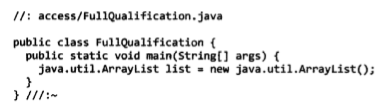 //: access/FullQualification.java
public class FullQualification {
public static void main(String[] args) {
java.util.ArrayList list = new java.util.ArrayList();
}
} ///:~